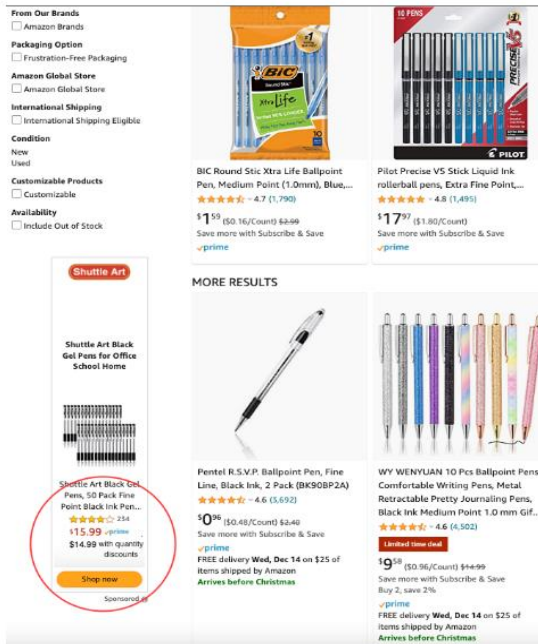 From Our Brands
Amazon Brands
Packaging Option
Frustration-Free Packaging
Amazon Global Store
Amazon Global Store
International Shipping
International Shipping Eligible
Condition
New
Used
Customizable Products
Customizable
Availability
Include Out of Stock
Shuttle Art
Shuttle Art Black
Gel Pens for Office
School Home
Shuttle Art Black Gel
Pens, 50 Pack Fine
Point Black Ink Pen...
254
$15.99 prime
$14.99 with quantity
discounts
Shop now
Sponsored
#1
BIC
Round Stic
Xtra Life
10
BIC Round Stic Xtra Life Ballpoint
Pen, Medium Point (1.0mm), Blue,...
4.7 (1,790)
$1 59 ($0.16/Count) $2.99
Save more with Subscribe & Save
prime
10 PENS
PRECISE V5
PILOT
Pilot Precise V5 Stick Liquid Ink
rollerball pens, Extra Fine Point,...
4.8 (1,495)
$17 97 ($1.80/Count)
Save more with Subscribe & Save
prime
MORE RESULTS
Pentel R.S.V.P. Ballpoint Pen, Fine
Line, Black Ink, 2 Pack (BK90BP2A)
4.6 (3,692)
$0 96 ($0.48/Count) $2.40
Save more with Subscribe & Save
prime
FREE delivery Wed, Dec 14 on $25 of
items shipped by Amazon
Arrives before Christmas
WY WENYUAN 10 Pcs Ballpoint Pens
Comfortable Writing Pens, Metal
Retractable Pretty Journaling Pens,
Black Ink Medium Point 1.0 mm Gif...
4.6 (4,502)
Limited time deal
$9 58 ($0.96/Count) $14.99
Save more with Subscribe & Save
Buy 2, save 2%
prime
FREE delivery Wed, Dec 14 on $25 of
items shipped by Amazon
Arrives before Christmas